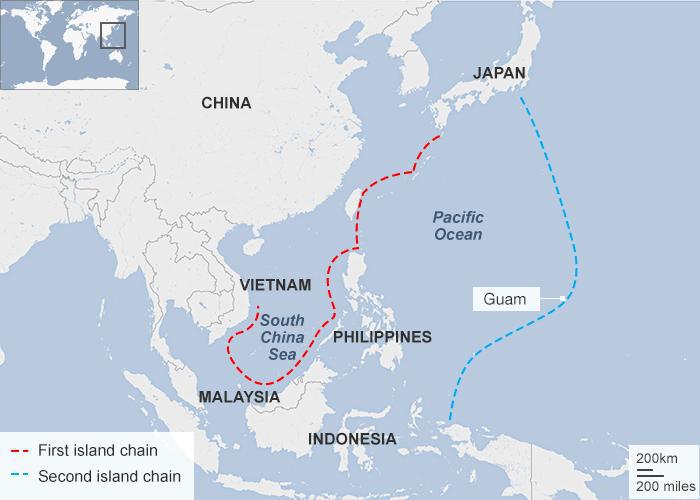 JAPAN
CHINA
Pacific
Ocean
VIETNAM
Guam
South
China
Sea
PHILIPPINES
MALAYSIA
INDONESIA
First island chain
Second island chain
200km
200 miles